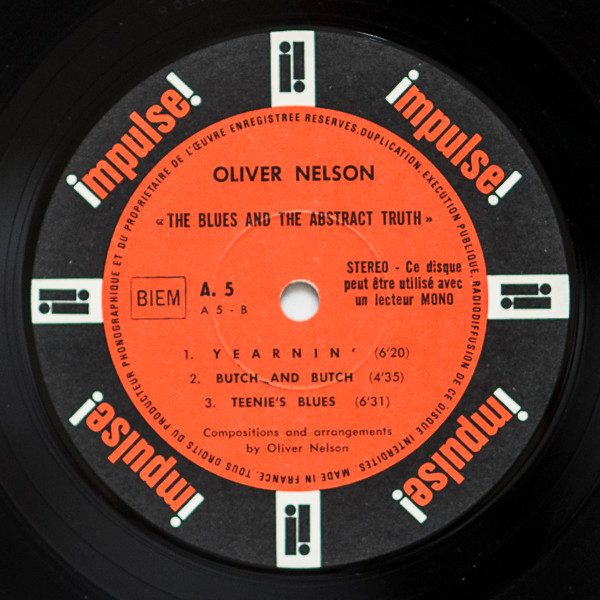 impulse!
impulse!
impulse!
impulse!
TOUS DROITS DU PRODUCTEUR PHONOGRAPHIQUE ET DU PROPRIETAIRE DE L'ŒUVRE ENREGISTREE RESERVES. DUPLICATION, EXECUTION PUBLIQUE, RADIODIFFUSION DE CE DISQUE INTERDITES. MADE IN FRANCE.
OLIVER NELSON
« THE BLUES AND THE ABSTRACT TRUTH »
STEREO - Ce disque
peut être utilisé avec
un lecteur MONO
BIEM
A. 5
A 5 - B
1. YEARNIN' (6'20)
2. BUTCH AND BUTCH (4'35)
3. TEENIE'S BLUES (6'31)
Compositions and arrangements
by Oliver Nelson